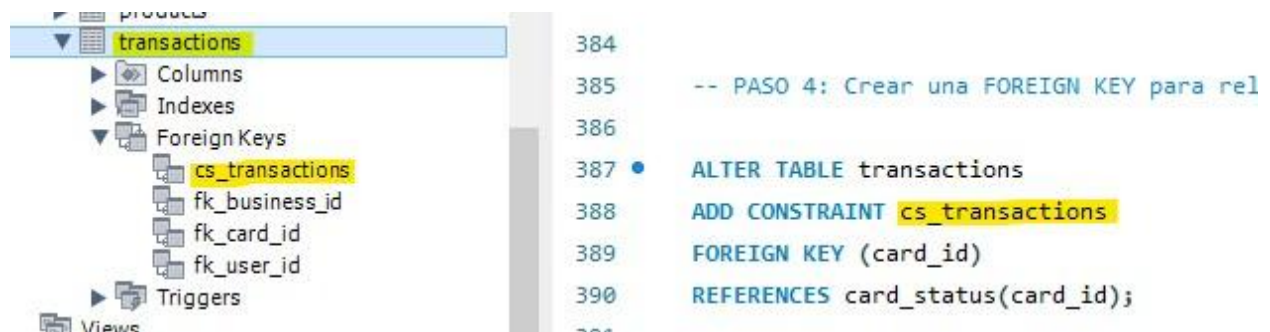 products
transactions
Columns
Indexes
Foreign Keys
cs_transactions
fk_business_id
fk_card_id
fk_user_id
Triggers
Views
384
385 -- PASO 4: Crear una FOREIGN KEY para rel
386
387 ALTER TABLE transactions
388 ADD CONSTRAINT cs_transactions
389 FOREIGN KEY (card_id)
390 REFERENCES card_status(card_id);